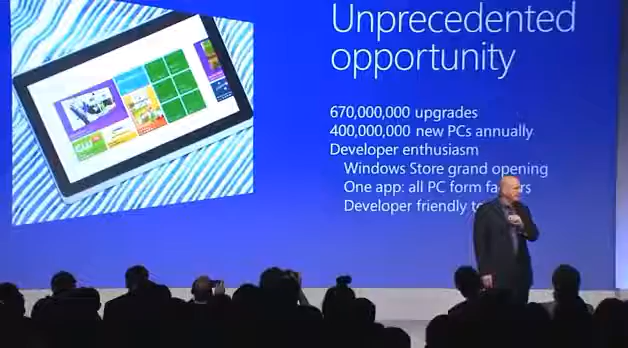 Unprecedented
opportunity
670,000,000 upgrades
400,000,000 new PCs annually
Developer enthusiasm
Windows Store grand opening
One app: all PC form
Developer friendly